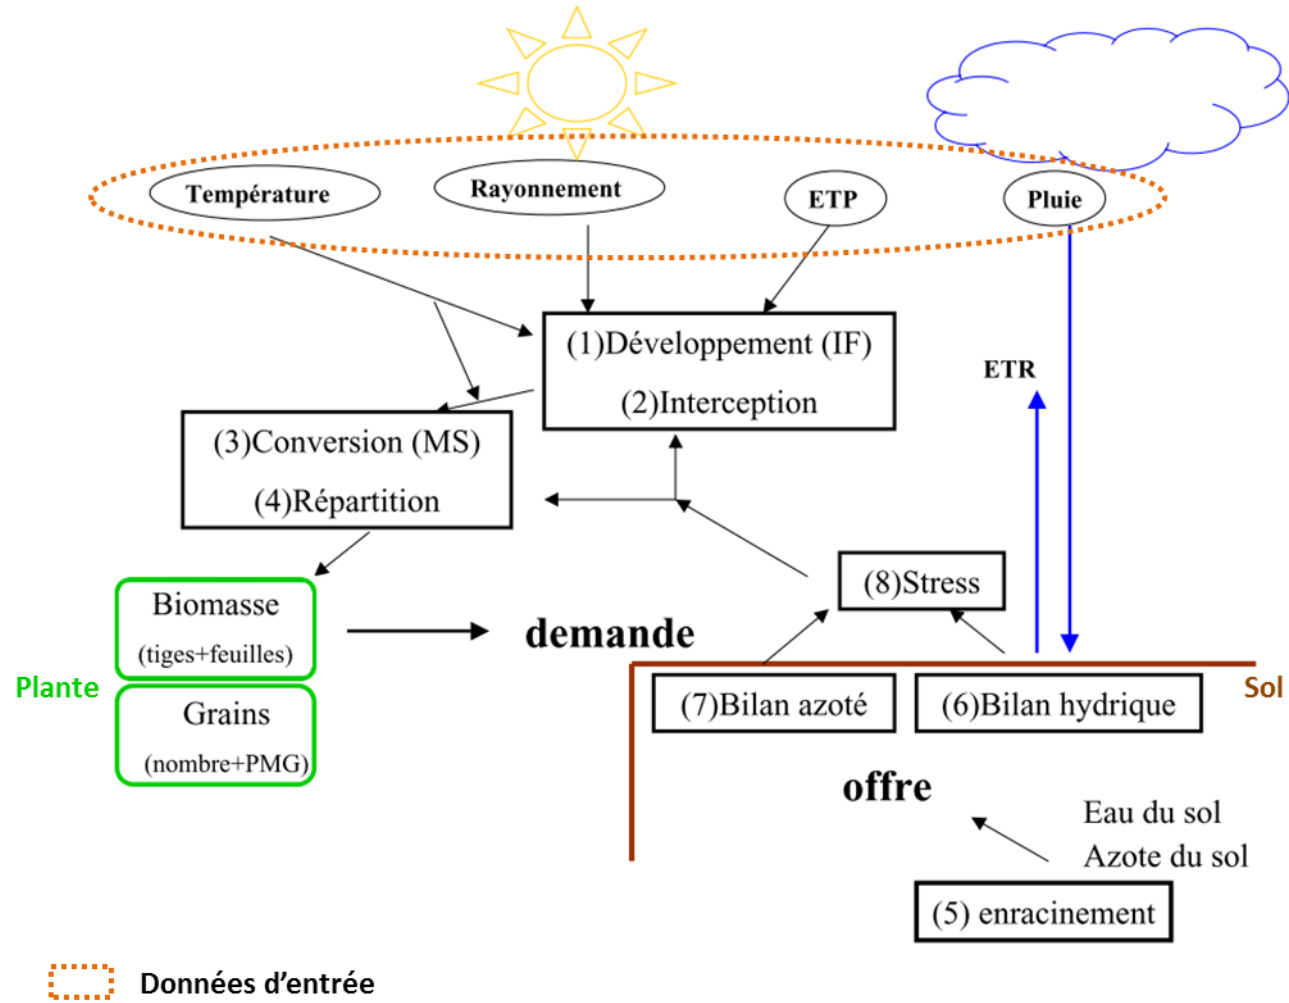 Température
Rayonnement
ETP
Pluie
(1)Développement (IF)
(2)Interception
ETR
(3)Conversion (MS)
(4)Répartition
(8)Stress
Biomasse
(tiges+feuilles)
demande
Plante
Grains
(nombre+PMG)
Sol
(7)Bilan azoté
(6)Bilan hydrique
offre
Eau du sol
Azote du sol
(5) enracinement
Données d’entrée